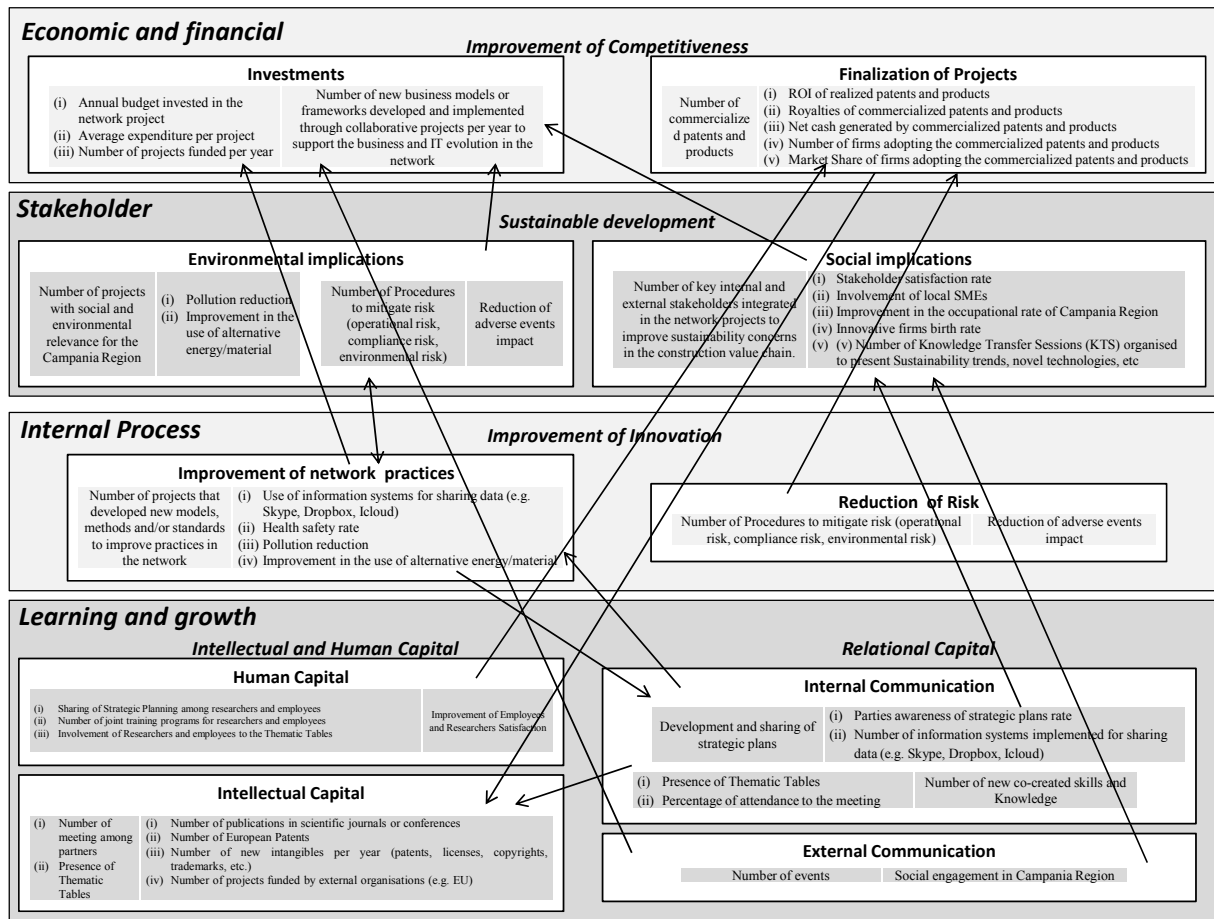 Economic and financial
Improvement of Competitiveness
Investments
(i) Annual budget invested in the
network project
(ii) Average expenditure per project
(iii) Number of projects funded per year
Number of new business models or
frameworks developed and implemented
through collaborative projects per year to
support the business and IT evolution in the
network
Finalization of Projects
Number of
commercialize
d patents and
products
(i) ROI of realized patents and products
(ii) Royalties of commercialized patents and products
(iii) Net cash generated by commercialized patents and products
(iv) Number of firms adopting the commercialized patents and products
(v) Market Share of firms adopting the commercialized patents and products
Stakeholder
Sustainable development
Environmental implications
Number of projects
with social and
environmental
relevance for the
Campania Region
(i) Pollution reduction
(ii) Improvement in the
use of alternative
energy/material
Number of Procedures
to mitigate risk
(operational risk,
compliance risk,
environmental risk)
Reduction of
adverse events
impact
Social implications
Number of key internal and
external stakeholders integrated
in the network projects to
improve sustainability concerns
in the construction value chain.
(i) Stakeholder satisfaction rate
(ii) Involvement of local SMEs
(iii) Improvement in the occupational rate of Campania Region
(iv) Innovative firms birth rate
(v) (v) Number of Knowledge Transfer Sessions (KTS) organised
to present Sustainability trends, novel technologies, etc
Internal Process
Improvement of Innovation
Improvement of network practices
Number of projects that
developed new models,
methods and/or standards
to improve practices in
the network
(i) Use of information systems for sharing data (e.g.
Skype, Dropbox, Icloud)
(ii) Health safety rate
(iii) Pollution reduction
(iv) Improvement in the use of alternative energy/material
Reduction of Risk
Number of Procedures to mitigate risk (operational
risk, compliance risk, environmental risk)
Reduction of adverse events
impact
Learning and growth
Intellectual and Human Capital
Human Capital
(i) Sharing of Strategic Planning among researchers and employees
(ii) Number of joint training programs for researchers and employees
(iii) Involvement of Researchers and employees to the Thematic Tables
Improvement of Employees
and Researchers Satisfaction
Intellectual Capital
(i) Number of
meeting among
partners
(ii) Presence of
Thematic
Tables
(i) Number of publications in scientific journals or conferences
(ii) Number of European Patents
(iii) Number of new intangibles per year (patents, licenses, copyrights,
trademarks, etc.)
(iv) Number of projects funded by external organisations (e.g. EU)
Relational Capital
Internal Communication
Development and sharing of
strategic plans
(i) Parties awareness of strategic plans rate
(ii) Number of information systems implemented for sharing
data (e.g. Skype, Dropbox, Icloud)
(i) Presence of Thematic Tables
(ii) Percentage of attendance to the meeting
Number of new co-created skills and
Knowledge
External Communication
Number of events
Social engagement in Campania Region